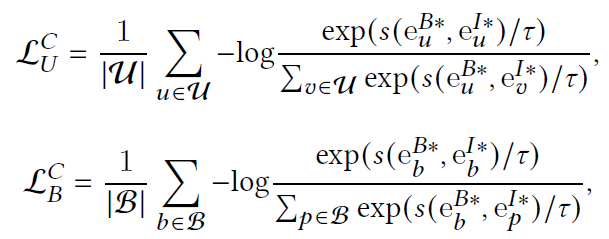 $$\mathcal{L}_U^C = \frac{1}{|\mathcal{U}|} \sum_{u \in \mathcal{U}} -\text{log} \frac{\exp(s(\mathrm{e}_u^{B*}, \mathrm{e}_u^{I*})/\tau)}{\sum_{v \in \mathcal{U}} \exp(s(\mathrm{e}_u^{B*}, \mathrm{e}_v^{I*})/\tau)},$$
$$\mathcal{L}_B^C = \frac{1}{|\mathcal{B}|} \sum_{b \in \mathcal{B}} -\text{log} \frac{\exp(s(\mathrm{e}_b^{B*}, \mathrm{e}_b^{I*})/\tau)}{\sum_{p \in \mathcal{B}} \exp(s(\mathrm{e}_b^{B*}, \mathrm{e}_p^{I*})/\tau)},$$